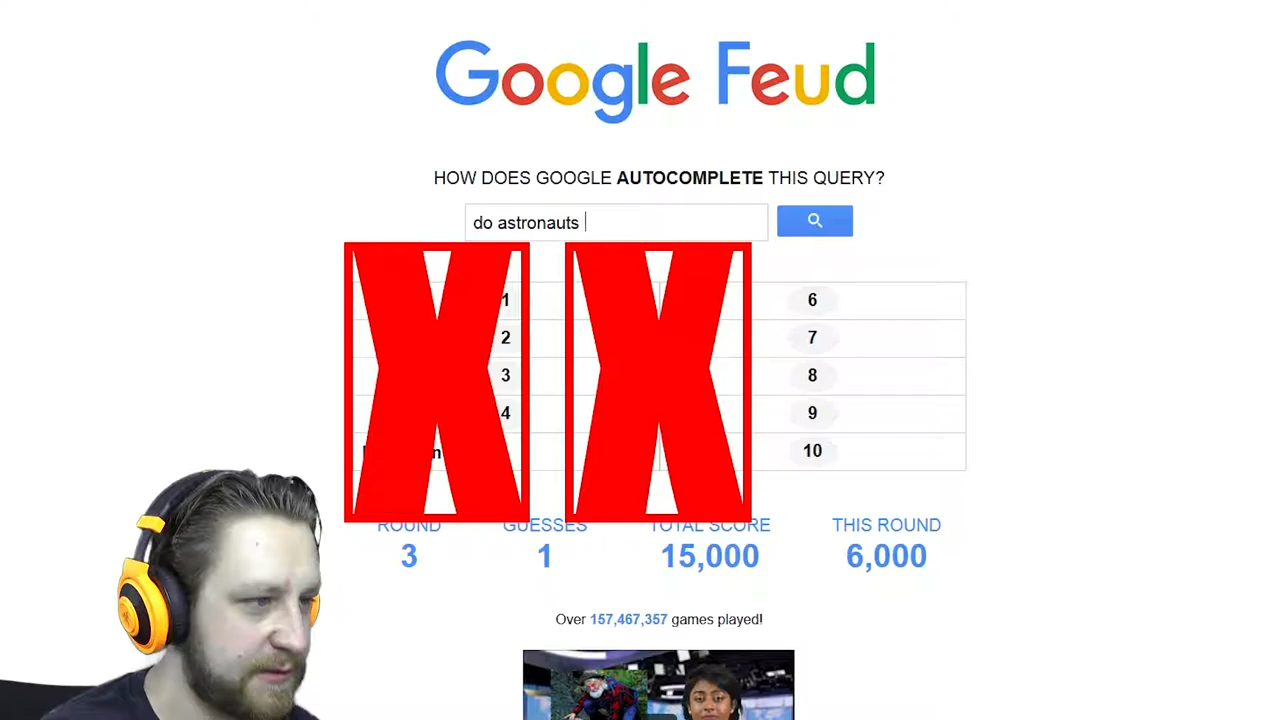 Google Feud
HOW DOES GOOGLE AUTOCOMPLETE THIS QUERY?
do astronauts
1 6
2 7
3 8
4 9
10
X X
ROUND GUESSES TOTAL SCORE THIS ROUND
3 1 15,000 6,000
Over 157,467,357 games played!